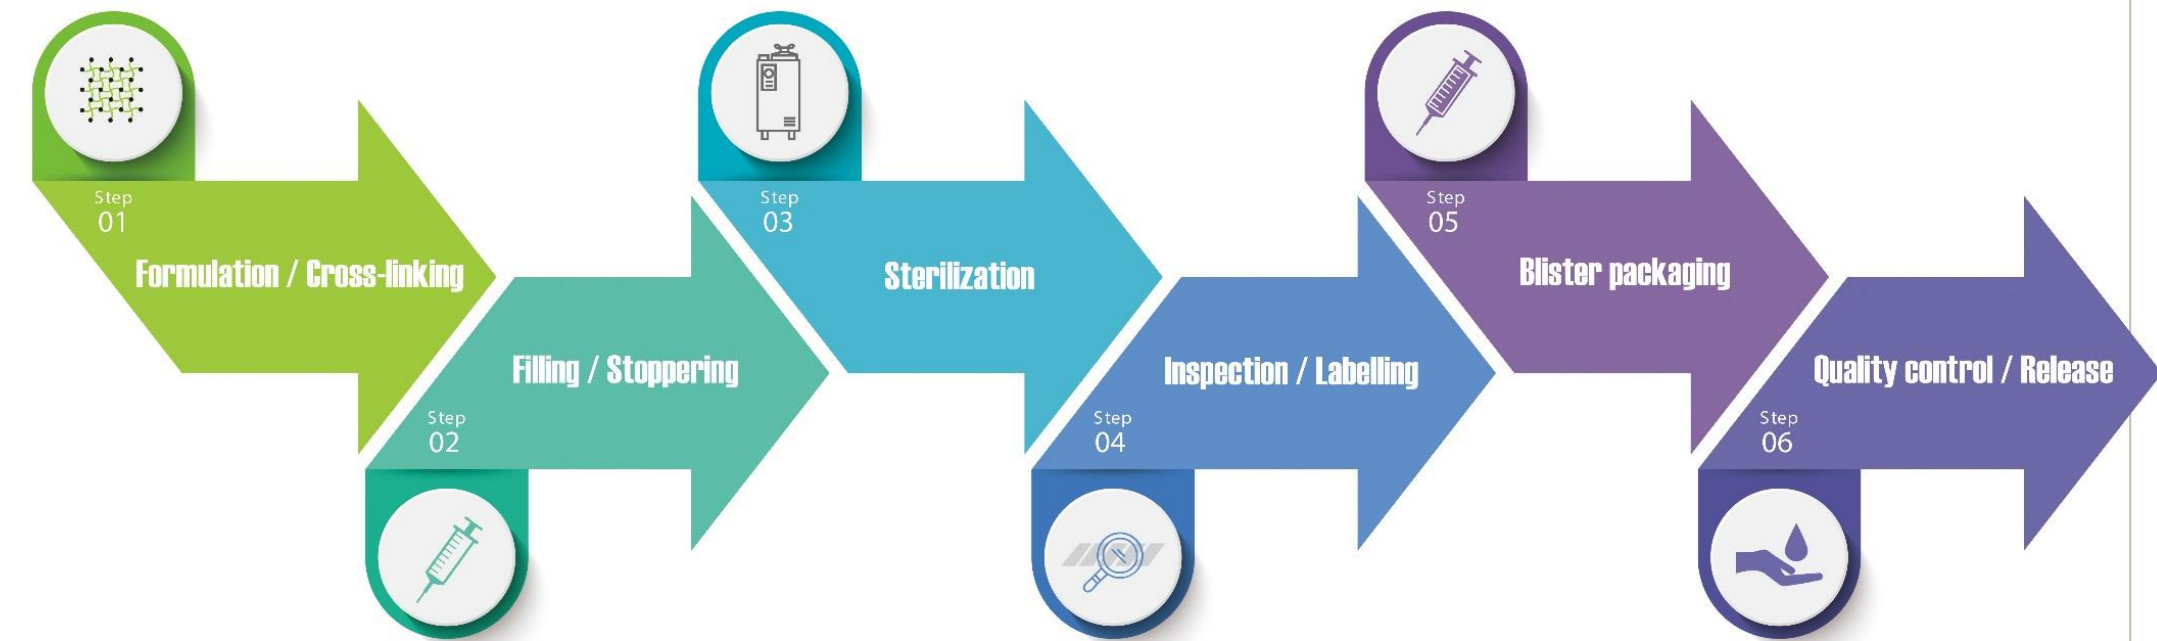 Step
01
Formulation / Cross-linking
Step
02
Filling / Stoppering
Step
03
Sterilization
Step
04
Inspection / Labelling
Step
05
Blister packaging
Step
06
Quality control / Release